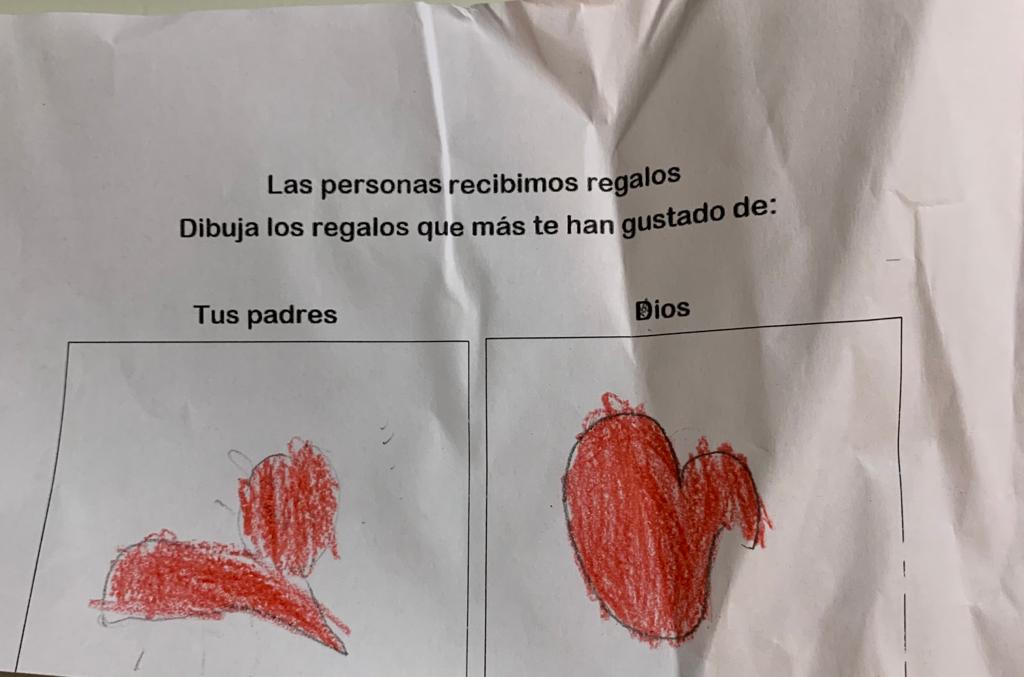 Las personas recibimos regalos
Dibuja los regalos que más te han gustado de:
Tus padres
Dios